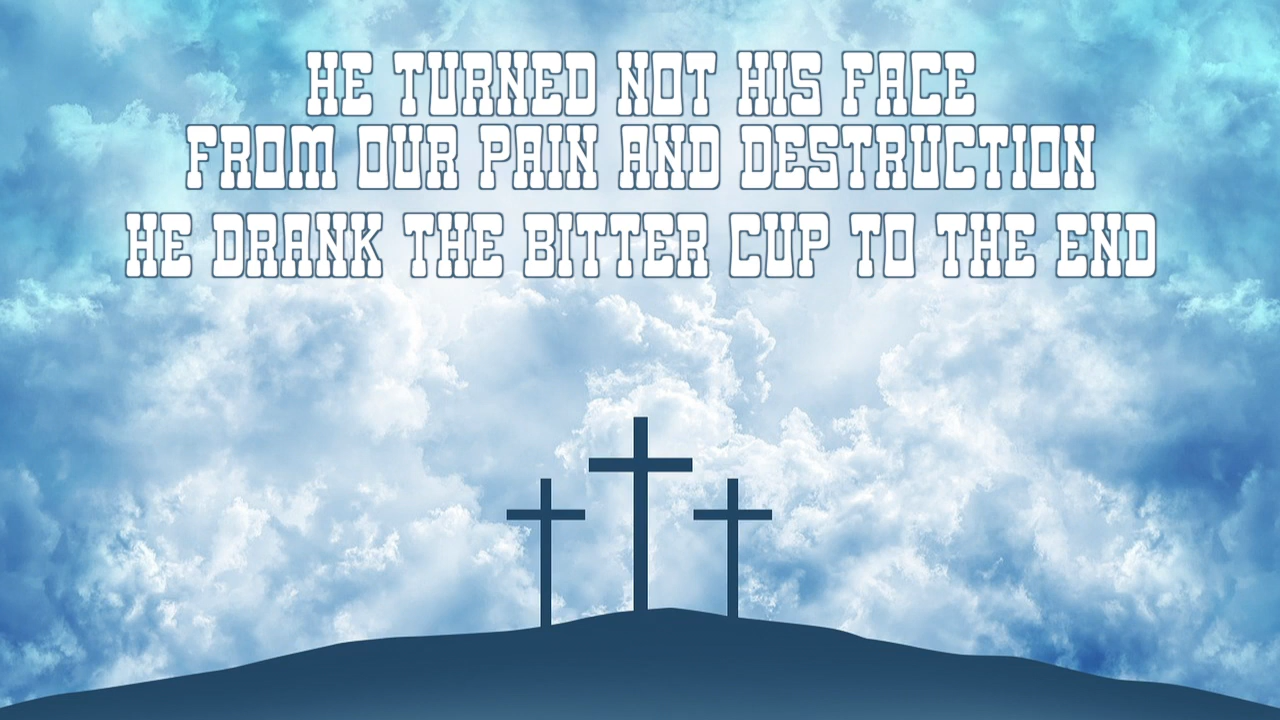 HE TURNED NOT HIS FACE
FROM OUR PAIN AND DESTRUCTION
HE DRANK THE BITTER CUP TO THE END